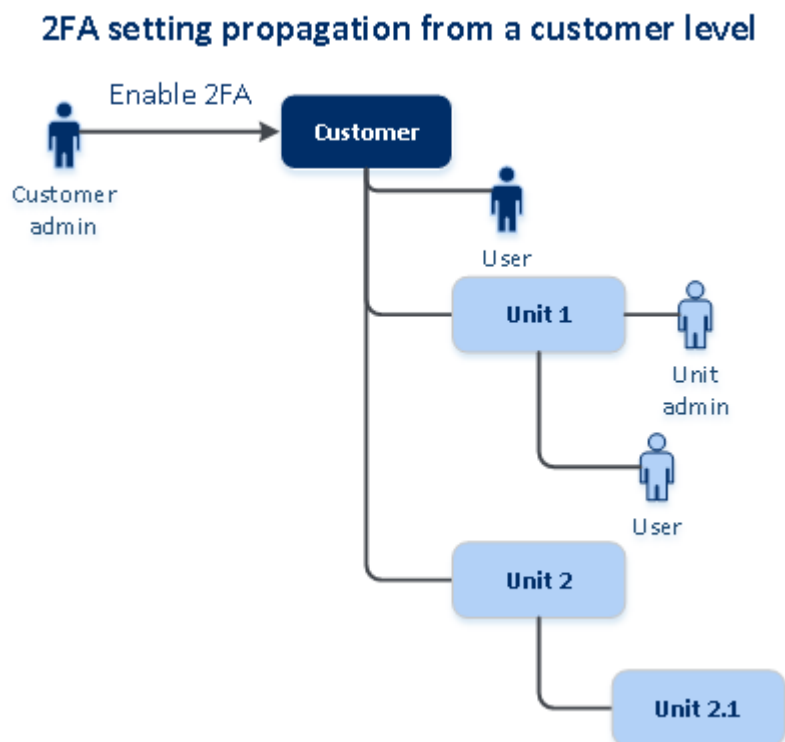 2FA setting propagation from a customer level
Enable 2FA
Customer
Customer
admin
User
Unit 1
Unit
admin
User
Unit 2
Unit 2.1